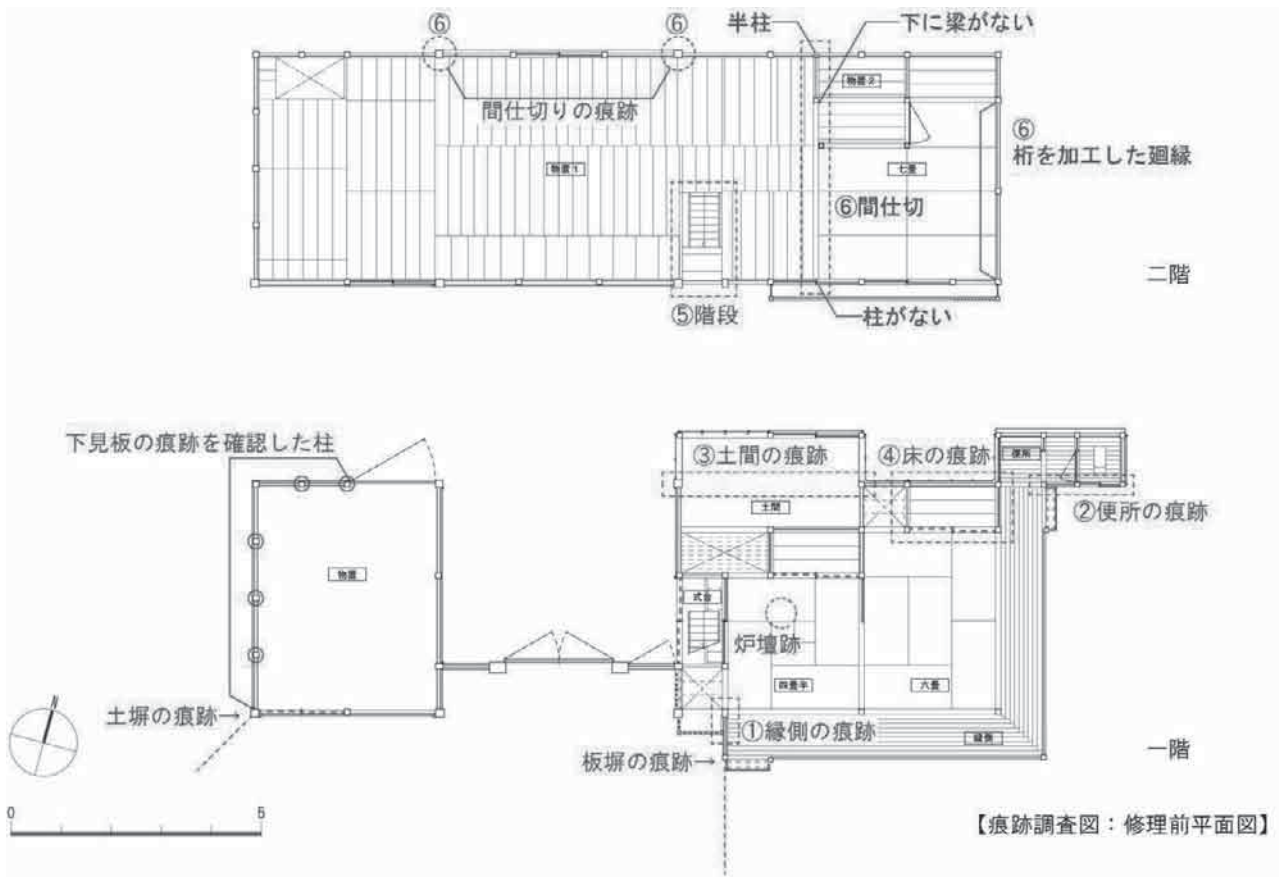 ⑥
⑥
半柱
下に梁がない
物置2
間仕切りの痕跡
⑥
桁を加工した廻縁
物置1
七畳
⑥間仕切
二階
⑤階段
柱がない
下見板の痕跡を確認した柱
③土間の痕跡
④床の痕跡
便所
土間
②便所の痕跡
物置
式台
炉壇跡
四畳半
六畳
土塀の痕跡→
①縁側の痕跡
縁側
板塀の痕跡→
一階
N
0
5
【痕跡調査図：修理前平面図】